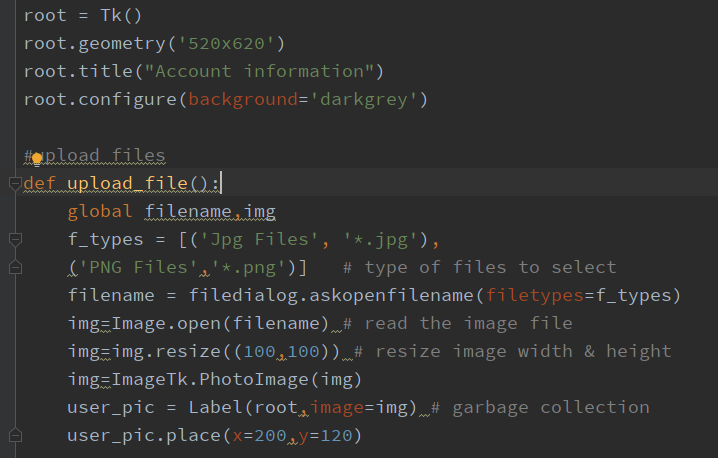 root = Tk()
root.geometry('520x620')
root.title("Account information")
root.configure(background='darkgrey')
#upload files
def upload_file():
global filename,img
f_types = [('Jpg Files', '*.jpg'),
('PNG Files','*.png')]   # type of files to select
filename = filedialog.askopenfilename(filetypes=f_types)
img=Image.open(filename) # read the image file
img=img.resize((100,100)) # resize image width & height
img=ImageTk.PhotoImage(img)
user_pic = Label(root,image=img) # garbage collection
user_pic.place(x=200,y=120)